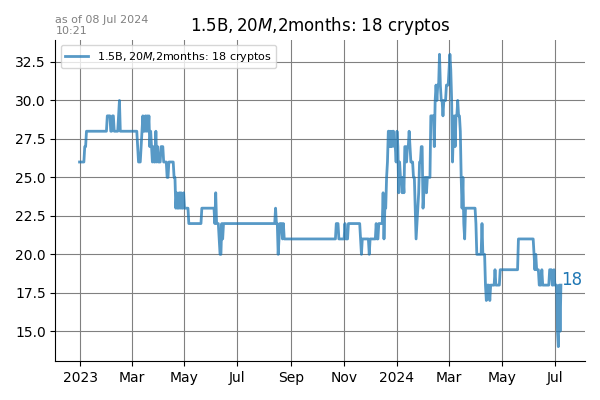 as of 08 Jul 2024
10:21
1.5B, 20M,2months: 18 cryptos
1.5B, 20M,2months: 18 cryptos
32.5
30.0
27.5
25.0
22.5
20.0
17.5
15.0
18
2023 Mar May Jul Sep Nov 2024 Mar May Jul